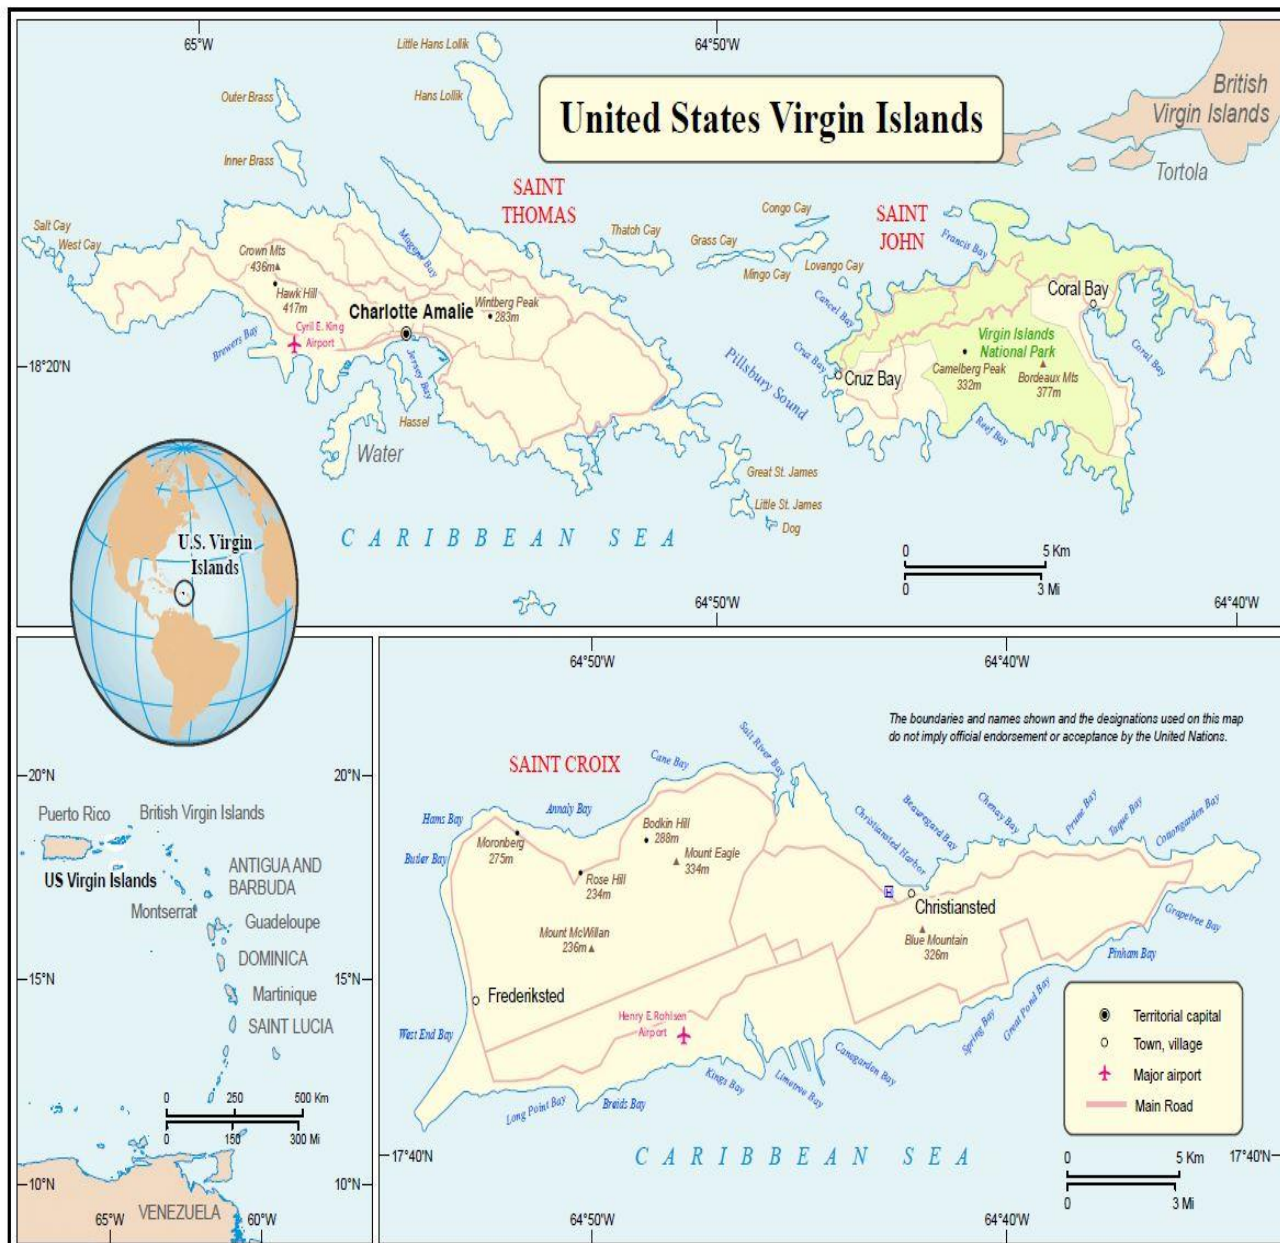 65°W
64°50'W
Little Hans Lollik
Hans Lollik
Outer Brass
Inner Brass
United States Virgin Islands
British
Virgin Islands
Tortola
SAINT
THOMAS
SAINT
JOHN
Salt Cay
West Cay
Crown Mts
436m
Hawk Hill
417m
Magens Bay
Thatch Cay
Grass Cay
Congo Cay
Mingo Cay
Lovango Cay
Francis Bay
Cancel Bay
Coral Bay
Charlotte Amalie
Wintberg Peak
283m
Cyril E. King
Airport
Brewers Bay
Jersey Bay
18°20'
Hassel
Water
Pillsbury Sound
Cruz Bay
Cruz Bay
Virgin Islands
National Park
Camelberg Peak
332m
Bordeaux Mts
377m
Coral Bay
Reef Bay
Great St. James
Little St. James
Dog
CARIBBEAN SEA
0 5 Km
0 3 Mi
64°50'W
64°40'W
U.S. Virgin
Islands
20°N
20°N
Puerto Rico
British Virgin Islands
US Virgin Islands
ANTIGUA AND
BARBUDA
Montserrat
Guadeloupe
DOMINICA
15°N
15°N
Martinique
SAINT LUCIA
0 250 500 Km
0 150 300 Mi
10°N
10°N
VENEZUELA
65°W
60°W
64°50'W
64°40'W
The boundaries and names shown and the designations used on this map
do not imply official endorsement or acceptance by the United Nations.
SAINT CROIX
Cane Bay
Salt River Bay
Hams Bay
Annaly Bay
Butler Bay
Moronberg
275m
Bodkin Hill
288m
Mount Eagle
334m
Rose Hill
234m
Christiansted Harbor
Beauregard Bay
Chenay Bay
Prune Bay
Teague Bay
Cottongarden Bay
H
Christiansted
Mount McWillan
236m
Blue Mountain
326m
Grapetree Bay
Pinham Bay
Frederiksted
West End Bay
Henry E. Rohlsen
Airport
Great Pond Bay
Spring Bay
Canegarden Bay
Limetree Bay
Kings Bay
Braids Bay
Long Point Bay
Territorial capital
Town, village
Major airport
Main Road
17°40'N
CARIBBEAN SEA
0 5 Km
0 3 Mi
17°40'N
64°50'W
64°40'W